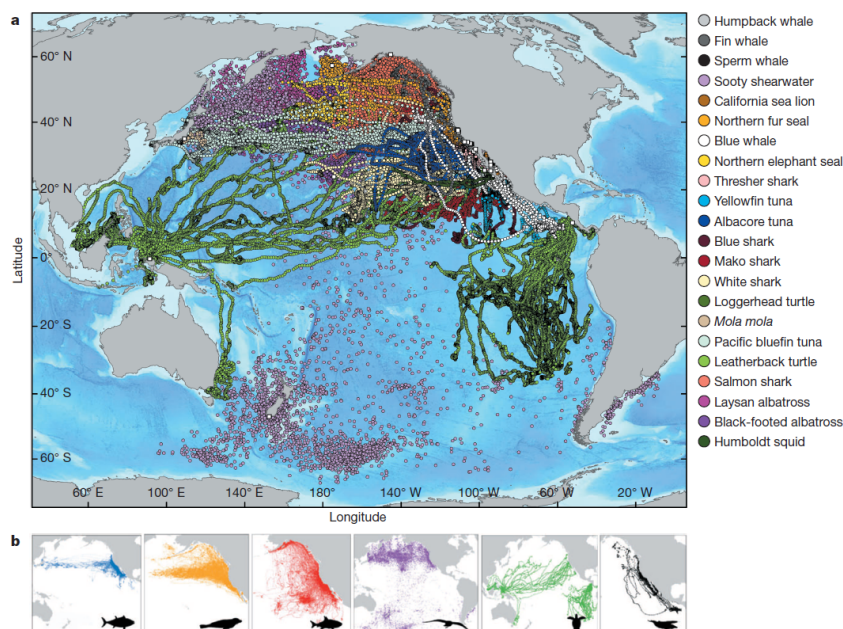 a
60° N
40° N
20° N
0°
20° S
40° S
60° S
Latitude
60° E
100° E
140° E
180°
140° W
100° W
60° W
20° W
Longitude
Humpback whale
Fin whale
Sperm whale
Sooty shearwater
California sea lion
Northern fur seal
Blue whale
Northern elephant seal
Thresher shark
Yellowfin tuna
Albacore tuna
Blue shark
Mako shark
White shark
Loggerhead turtle
Mola mola
Pacific bluefin tuna
Leatherback turtle
Salmon shark
Laysan albatross
Black-footed albatross
Humboldt squid
b